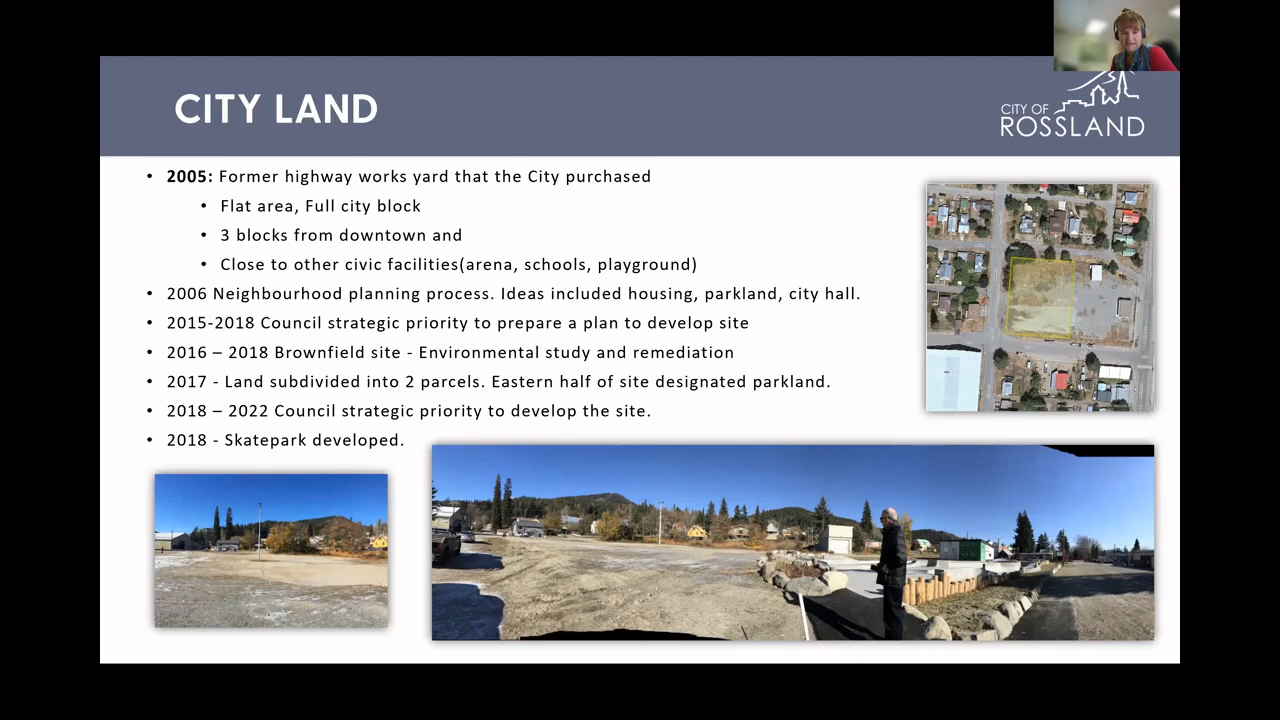 CITY LAND
CITY OF
ROSSLAND
• 2005: Former highway works yard that the City purchased
• Flat area, Full city block
• 3 blocks from downtown and
• Close to other civic facilities(arena, schools, playground)
• 2006 Neighbourhood planning process. Ideas included housing, parkland, city hall.
• 2015-2018 Council strategic priority to prepare a plan to develop site
• 2016 – 2018 Brownfield site - Environmental study and remediation
• 2017 - Land subdivided into 2 parcels. Eastern half of site designated parkland.
• 2018 – 2022 Council strategic priority to develop the site.
• 2018 - Skatepark developed.